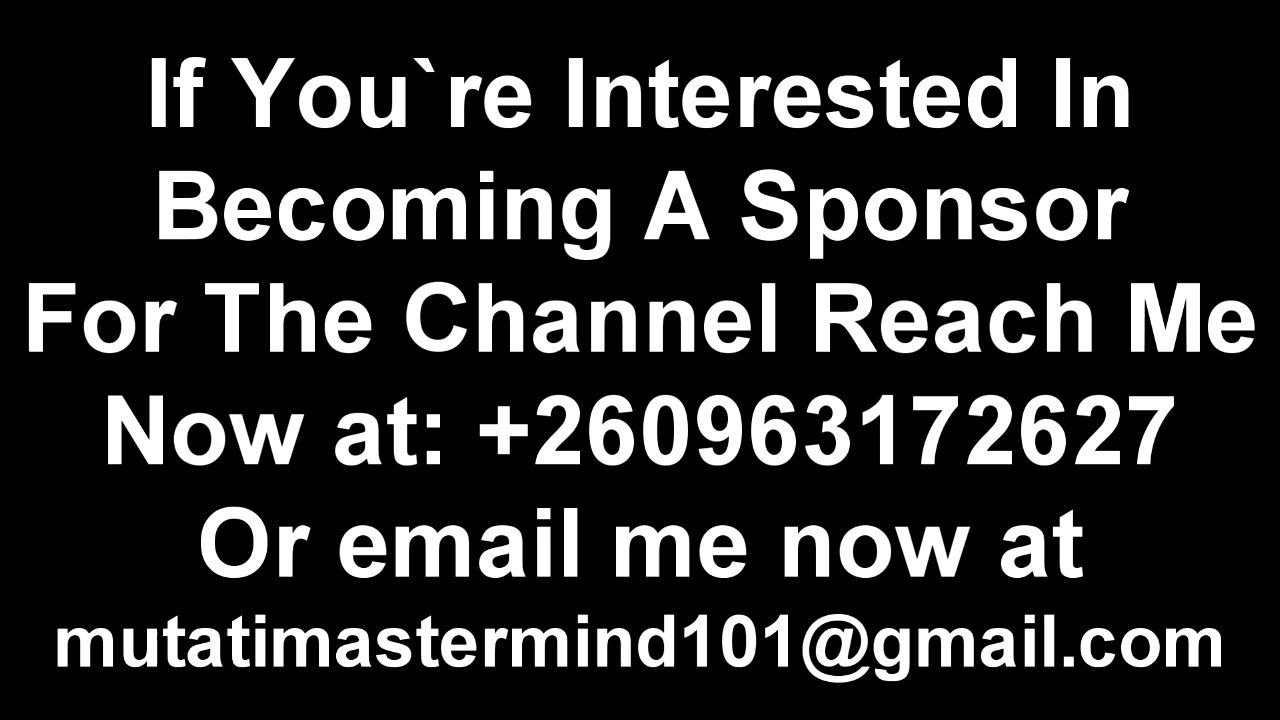 If You`re Interested In
Becoming A Sponsor
For The Channel Reach Me
Now at: +260963172627
Or email me now at
mutatimastermind101@gmail.com